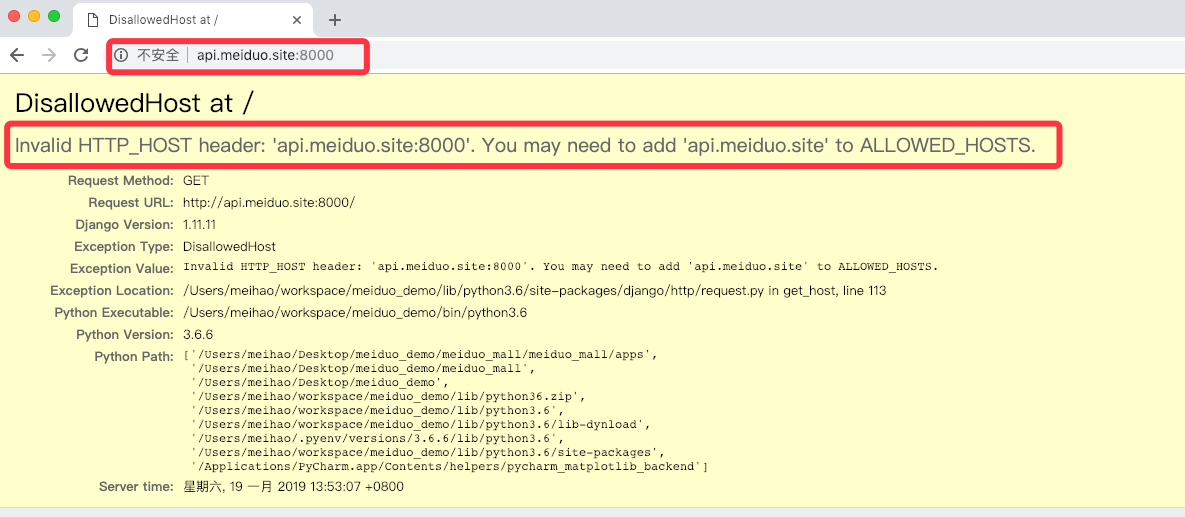 DisallowedHost at /
不安全 api.meiduo.site:8000
DisallowedHost at /
Invalid HTTP_HOST header: 'api.meiduo.site:8000'. You may need to add 'api.meiduo.site' to ALLOWED_HOSTS.
Request Method: GET
Request URL: http://api.meiduo.site:8000/
Django Version: 1.11.11
Exception Type: DisallowedHost
Exception Value: Invalid HTTP_HOST header: 'api.meiduo.site:8000'. You may need to add 'api.meiduo.site' to ALLOWED_HOSTS.
Exception Location: /Users/meihao/workspace/meiduo_demo/lib/python3.6/site-packages/django/http/request.py in get_host, line 113
Python Executable: /Users/meihao/workspace/meiduo_demo/bin/python3.6
Python Version: 3.6.6
Python Path: ['/Users/meihao/Desktop/meiduo_demo/meiduo_mall/meiduo_mall/apps',
'/Users/meihao/Desktop/meiduo_demo/meiduo_mall',
'/Users/meihao/Desktop/meiduo_demo',
'/Users/meihao/workspace/meiduo_demo/lib/python36.zip',
'/Users/meihao/workspace/meiduo_demo/lib/python3.6',
'/Users/meihao/workspace/meiduo_demo/lib/python3.6/lib-dynload',
'/Users/meihao/.pyenv/versions/3.6.6/lib/python3.6',
'/Users/meihao/workspace/meiduo_demo/lib/python3.6/site-packages',
'/Applications/PyCharm.app/Contents/helpers/pycharm_matplotlib_backend']
Server time: 星期六, 19 一月 2019 13:53:07 +0800